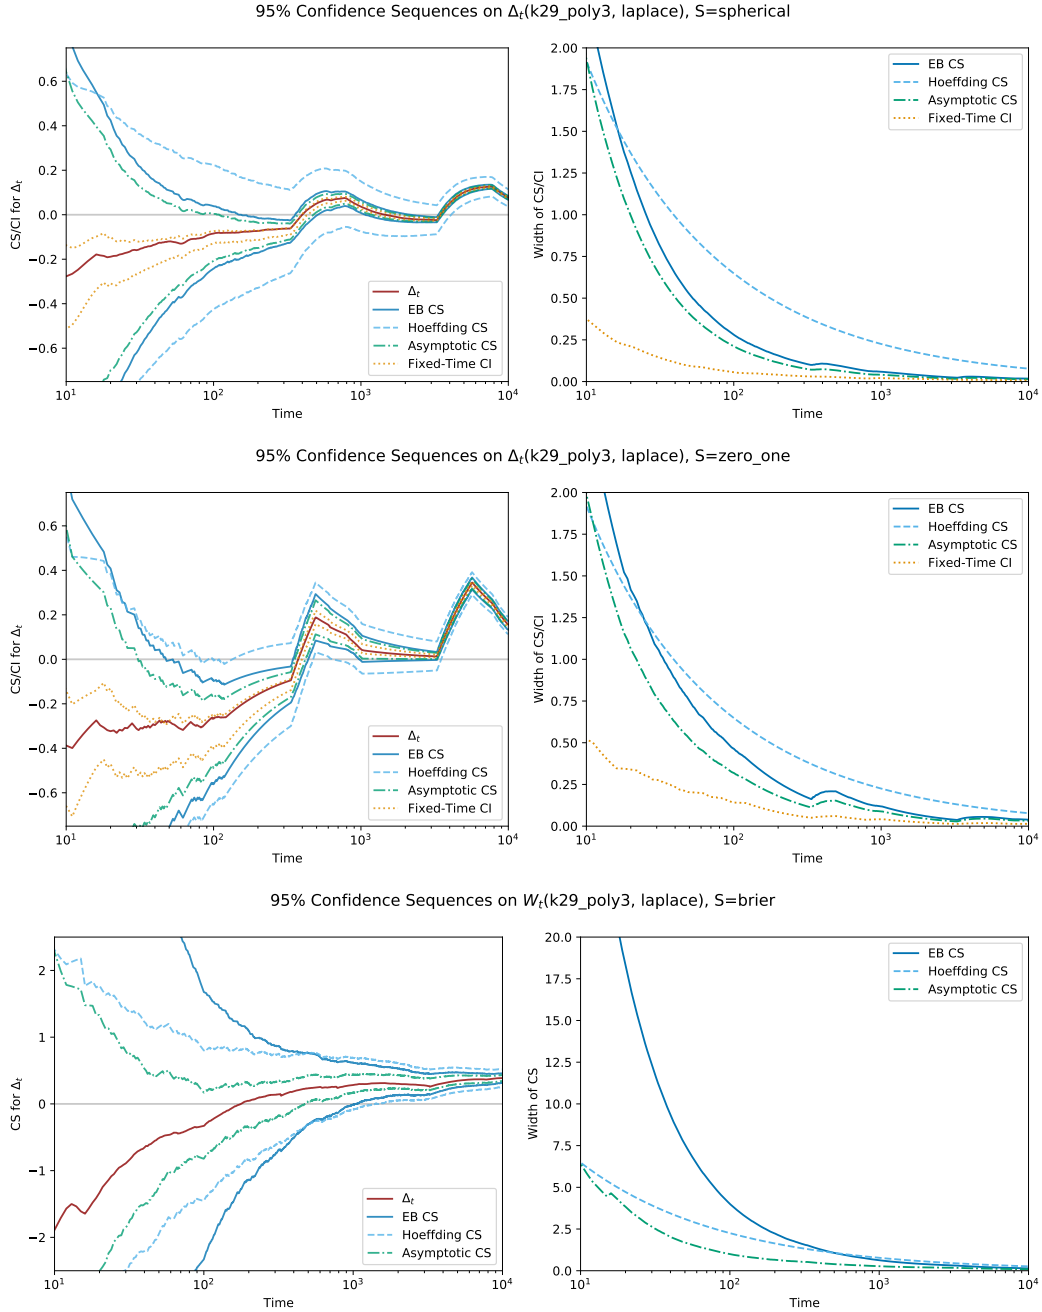 95% Confidence Sequences on Δₜ(k29_poly3, laplace), S=spherical
CS/CI for Δₜ
0.6
0.4
0.2
0.0
−0.2
−0.4
−0.6
Δₜ
EB CS
Hoeffding CS
Asymptotic CS
Fixed-Time CI
10¹
10²
10³
10⁴
Time
Width of CS/CI
2.00
1.75
1.50
1.25
1.00
0.75
0.50
0.25
0.00
EB CS
Hoeffding CS
Asymptotic CS
Fixed-Time CI
10¹
10²
10³
10⁴
Time
95% Confidence Sequences on Δₜ(k29_poly3, laplace), S=zero_one
CS/CI for Δₜ
0.6
0.4
0.2
0.0
−0.2
−0.4
−0.6
Δₜ
EB CS
Hoeffding CS
Asymptotic CS
Fixed-Time CI
10¹
10²
10³
10⁴
Time
Width of CS/CI
2.00
1.75
1.50
1.25
1.00
0.75
0.50
0.25
0.00
EB CS
Hoeffding CS
Asymptotic CS
Fixed-Time CI
10¹
10²
10³
10⁴
Time
95% Confidence Sequences on Wₜ(k29_poly3, laplace), S=brier
CS for Δₜ
2
1
0
−1
−2
Δₜ
EB CS
Hoeffding CS
Asymptotic CS
10¹
10²
10³
10⁴
Time
Width of CS
20.0
17.5
15.0
12.5
10.0
7.5
5.0
2.5
0.0
EB CS
Hoeffding CS
Asymptotic CS
10¹
10²
10³
10⁴
Time